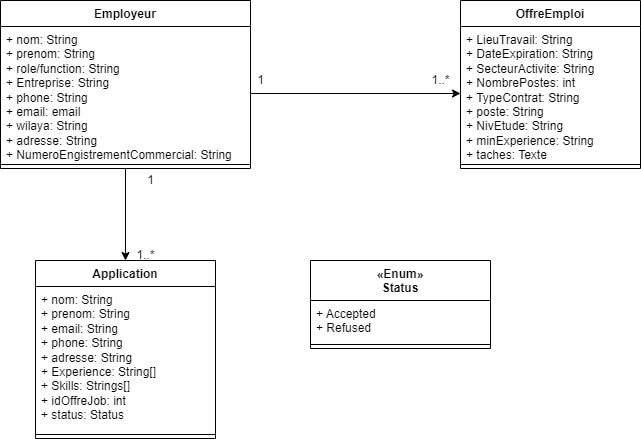 Employeur
+ nom: String
+ prenom: String
+ role/function: String
+ Entreprise: String
+ phone: String
+ email: email
+ wilaya: String
+ adresse: String
+ NumeroEngistrementCommercial: String
1
1..*
OffreEmploi
+ LieuTravail: String
+ DateExpiration: String
+ SecteurActivite: String
+ NombrePostes: int
+ TypeContrat: String
+ poste: String
+ NivEtude: String
+ minExperience: String
+ taches: Texte
1
1..*
Application
+ nom: String
+ prenom: String
+ email: String
+ phone: String
+ adresse: String
+ Experience: String[]
+ Skills: Strings[]
+ idOffreJob: int
+ status: Status
«Enum»
Status
+ Accepted
+ Refused